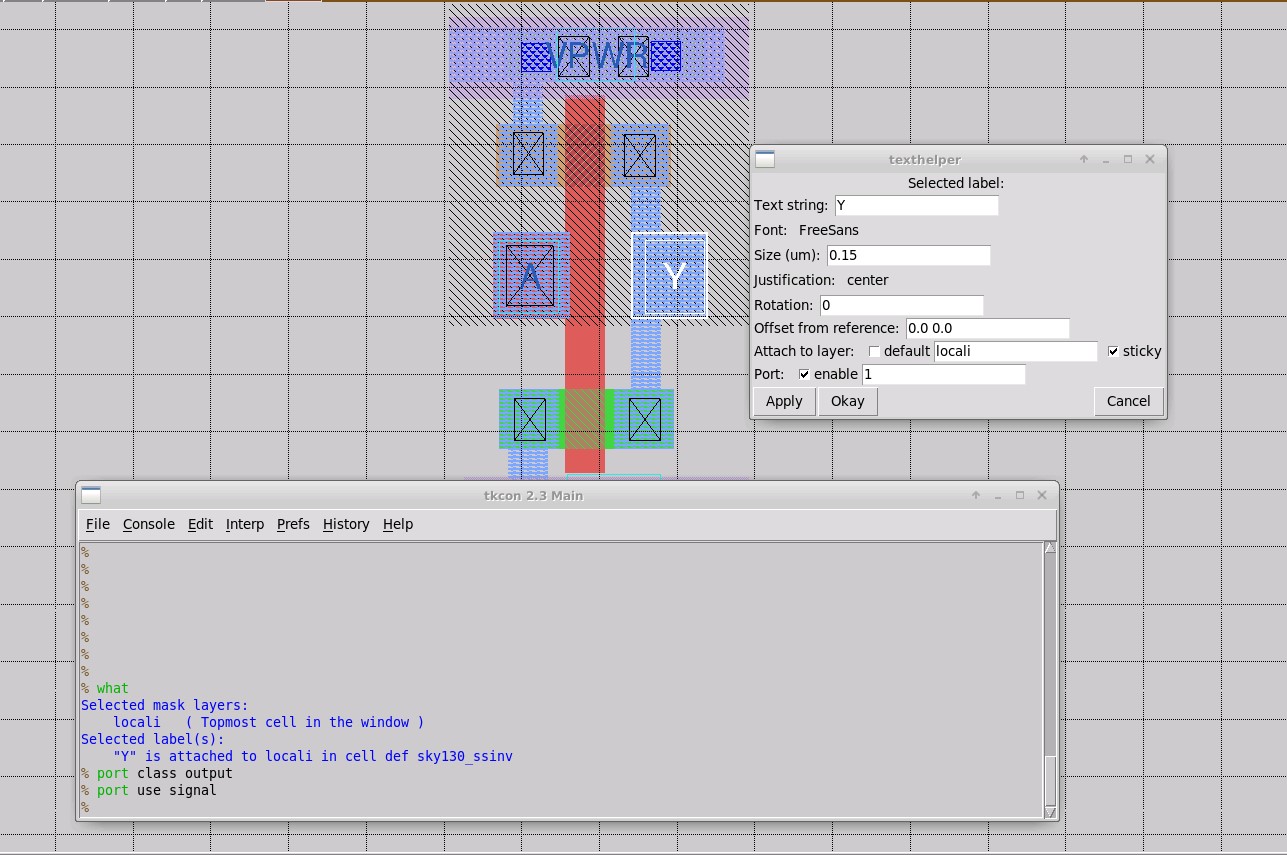 VPWR
A
Y
texthelper
Selected label:
Text string: Y
Font: FreeSans
Size (um): 0.15
Justification: center
Rotation: 0
Offset from reference: 0.0 0.0
Attach to layer: default locali sticky
Port: enable 1
Apply Okay Cancel
tkcon 2.3 Main
File Console Edit Interp Prefs History Help
%
%
%
%
%
%
%
%
% what
Selected mask layers:
locali ( Topmost cell in the window )
Selected label(s):
"Y" is attached to locali in cell def sky130_ssinv
% port class output
% port use signal
%